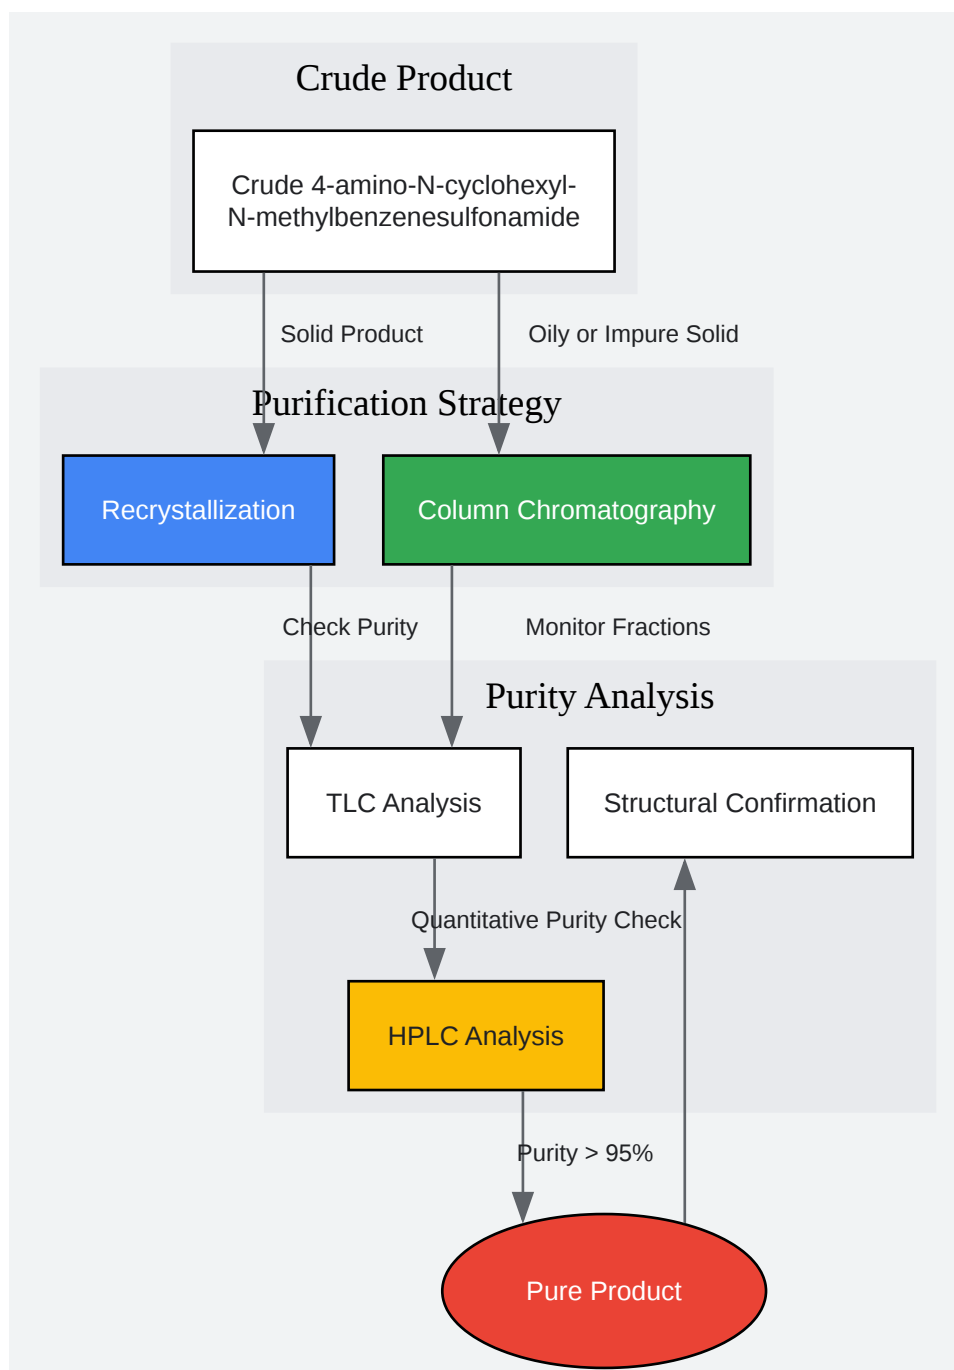 Crude Product
Crude 4-amino-N-cyclohexyl-
N-methylbenzenesulfonamide
Solid Product
Oily or Impure Solid
Purification Strategy
Recrystallization
Column Chromatography
Check Purity
Monitor Fractions
Purity Analysis
TLC Analysis
Structural Confirmation
Quantitative Purity Check
HPLC Analysis
Purity > 95%
Pure Product